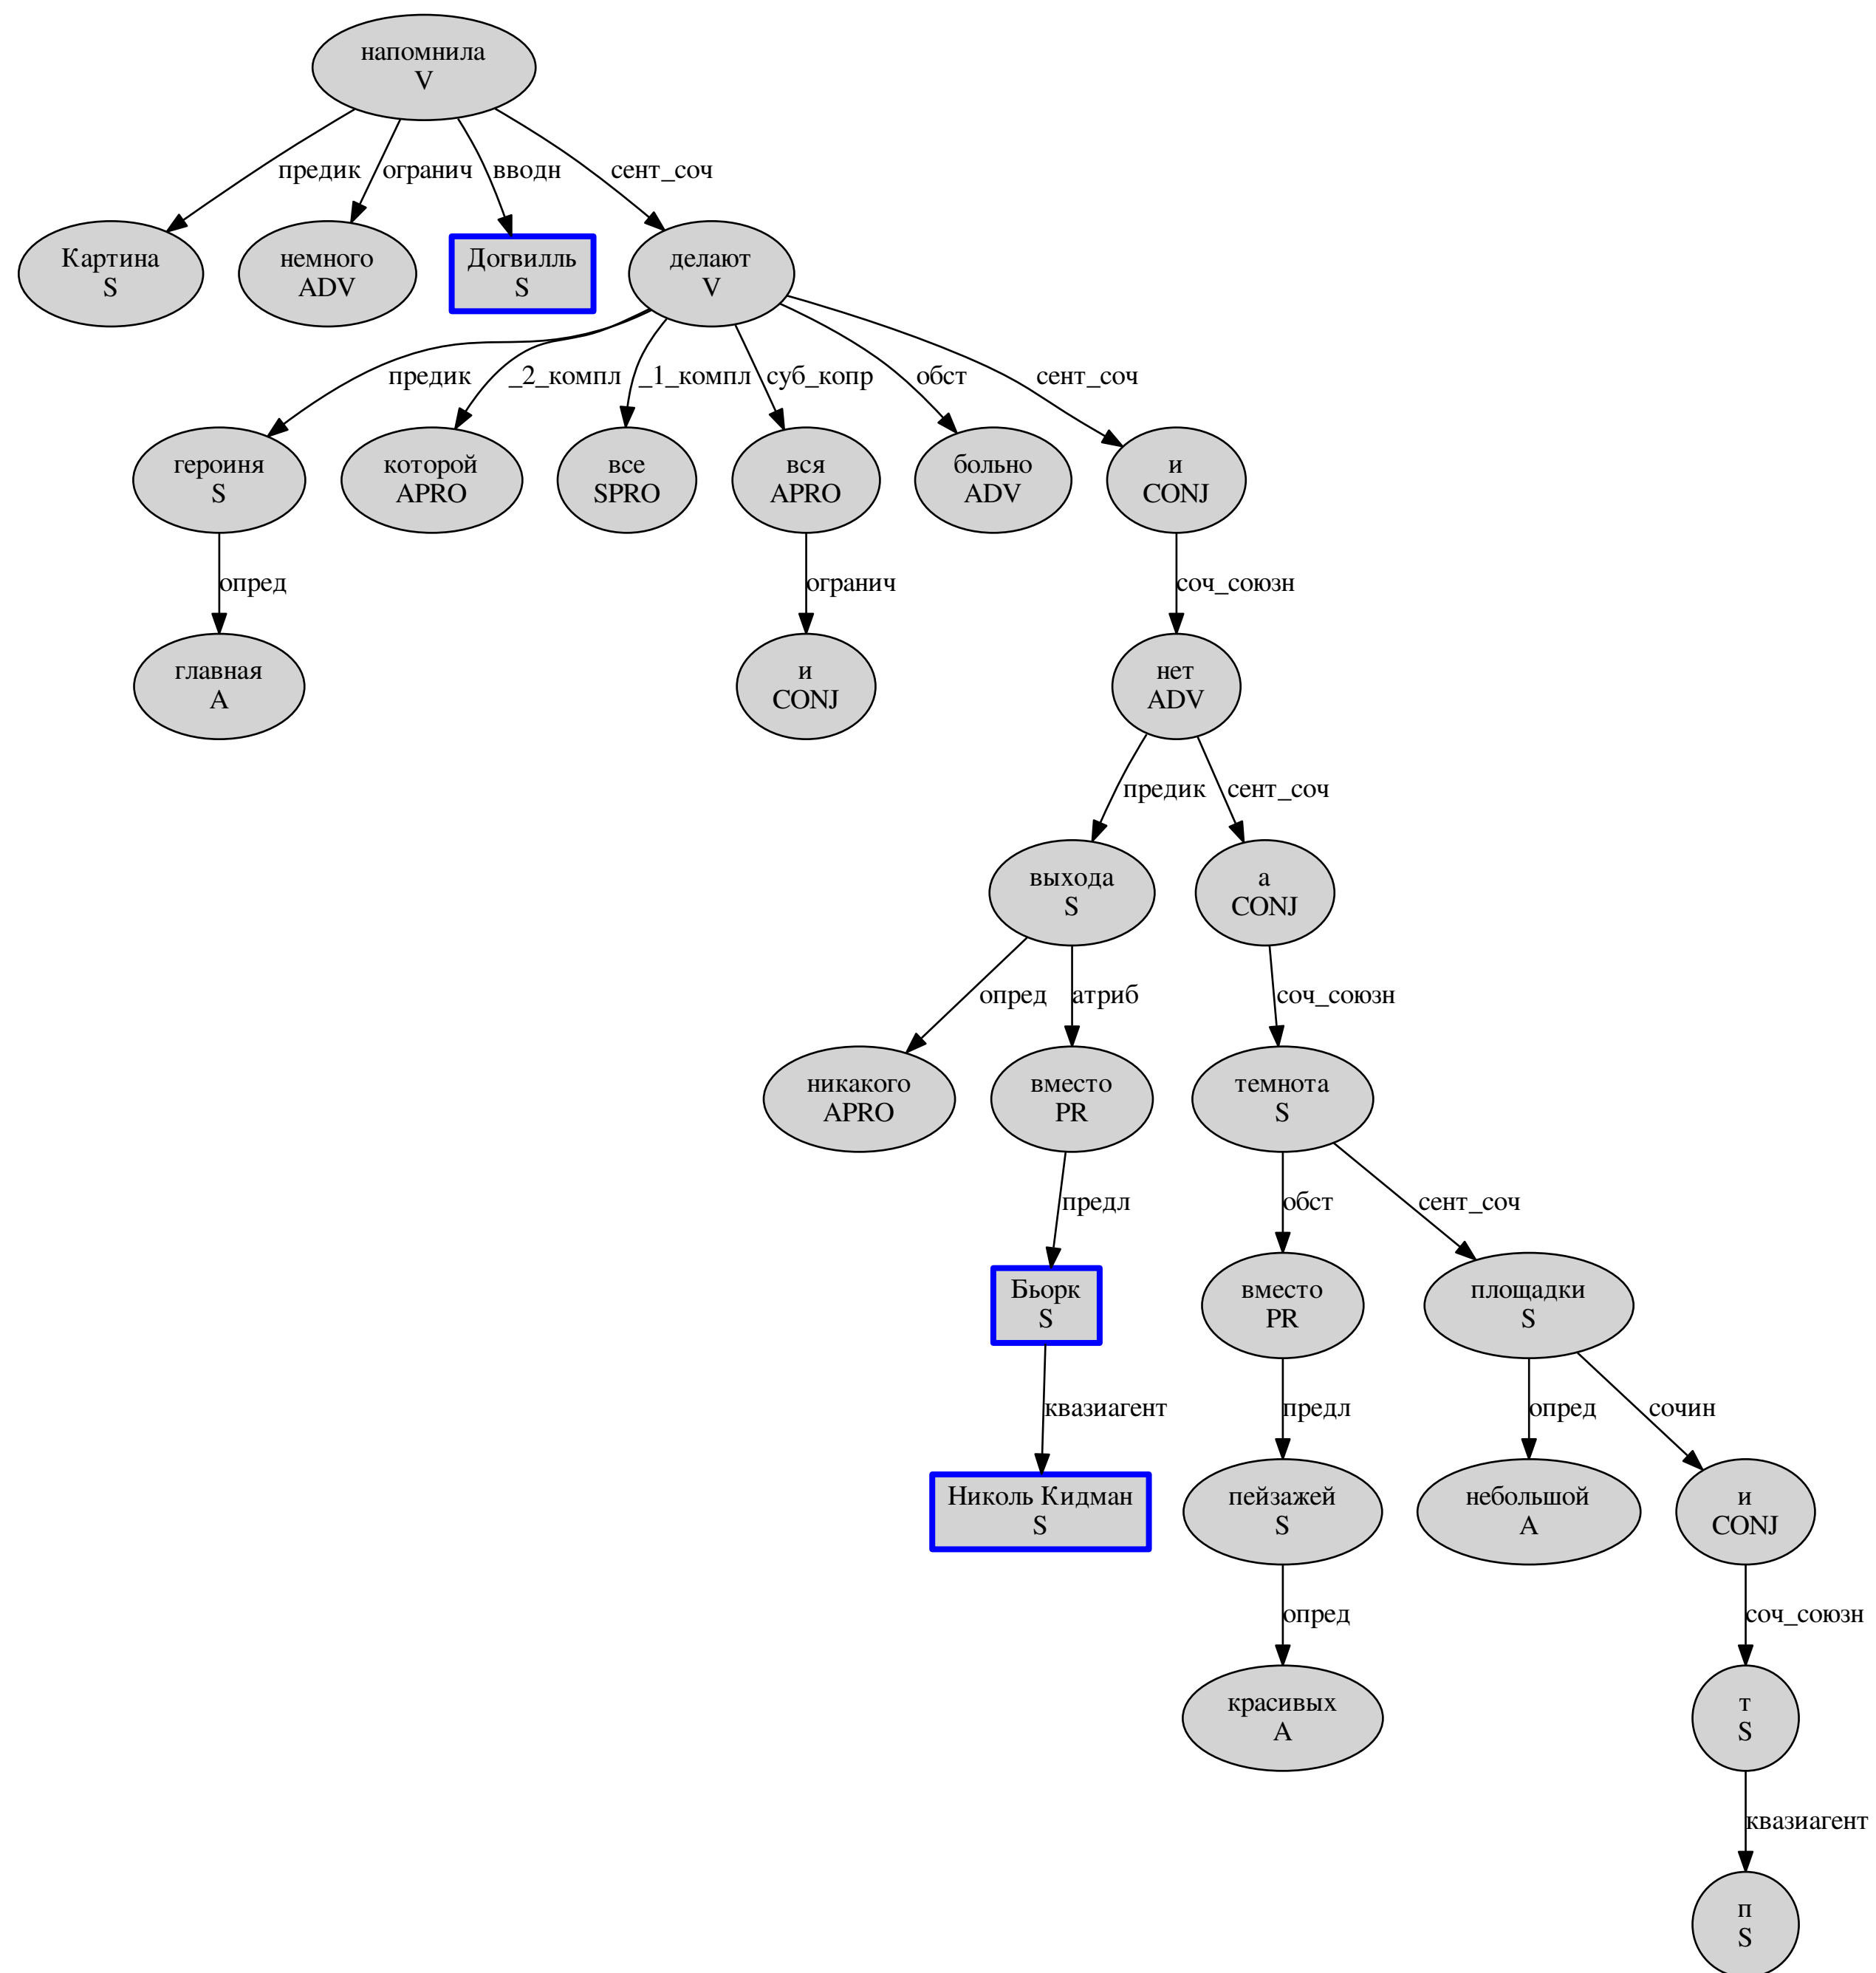 напомнила
V
предик
огранич
вводн
сент_соч
Картина
S
немного
ADV
Догвилль
S
делают
V
предик
_2_компл
_1_компл
суб_копр
обст
сент_соч
героиня
S
которой
APRO
все
SPRO
вся
APRO
больно
ADV
и
CONJ
опред
огранич
соч_союзн
главная
A
и
CONJ
нет
ADV
предик
сент_соч
выхода
S
а
CONJ
опред
атриб
соч_союзн
никакого
APRO
вместо
PR
темнота
S
предл
обст
сент_соч
Бьорк
S
вместо
PR
площадки
S
квазиагент
предл
опред
сочин
Николь Кидман
S
пейзажей
S
небольшой
A
и
CONJ
опред
соч_союзн
красивых
A
т
S
квазиагент
п
S